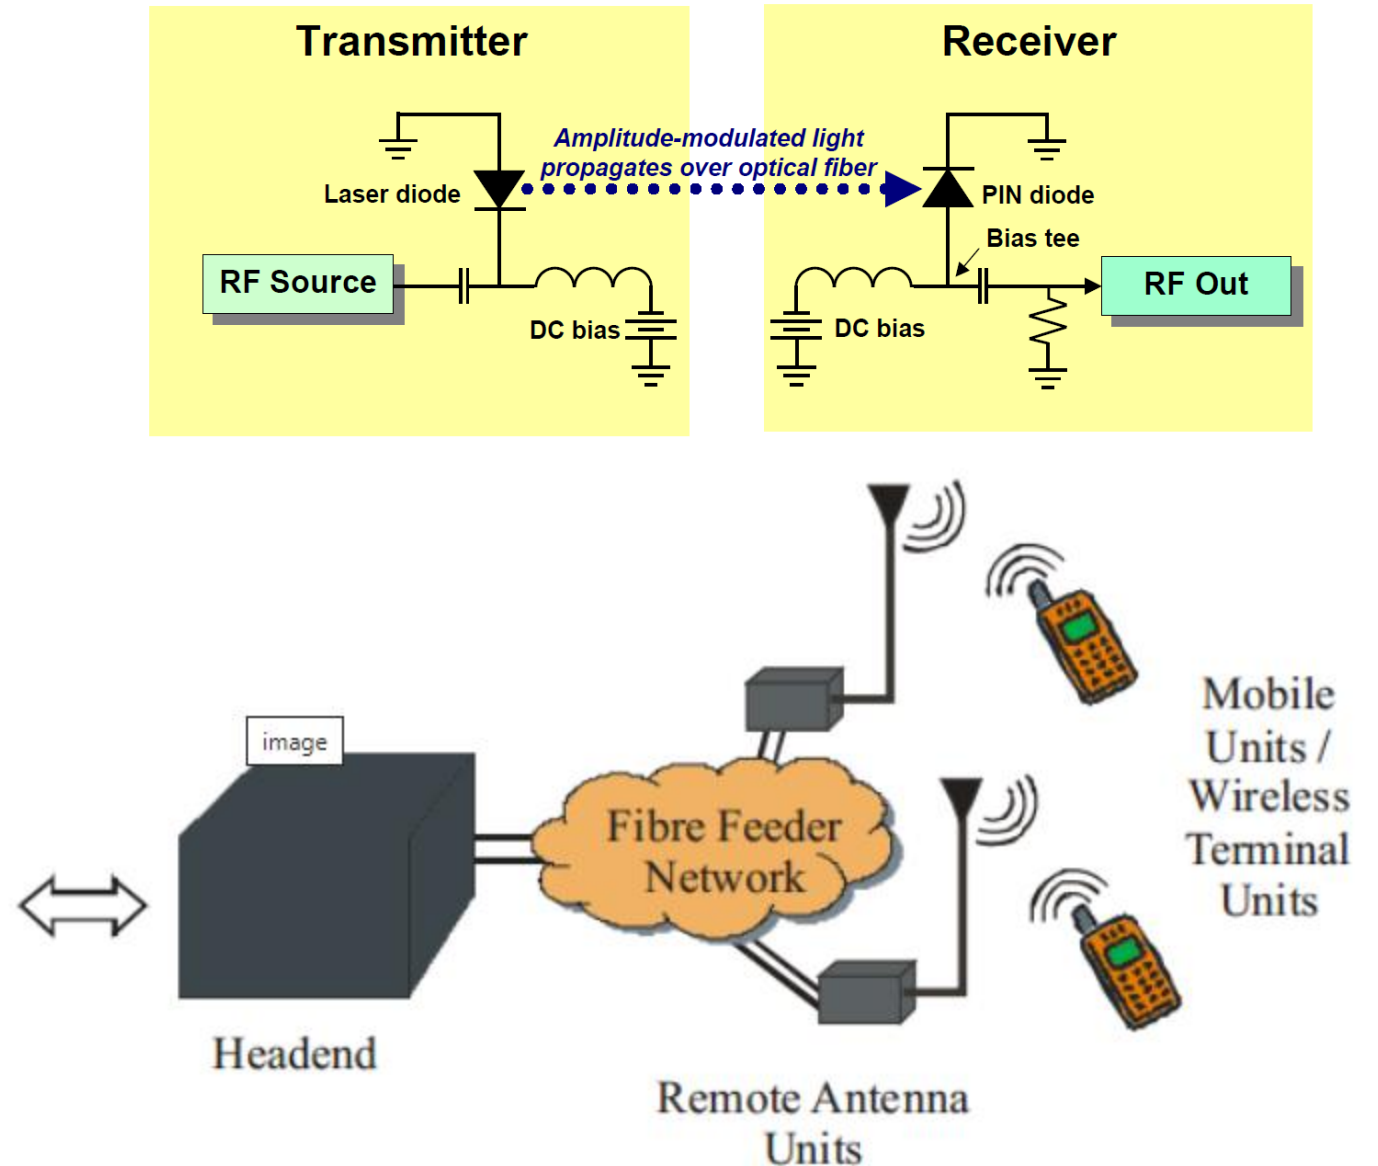 Transmitter
Receiver
Amplitude-modulated light
propagates over optical fiber
Laser diode
PIN diode
Bias tee
RF Source
RF Out
DC bias
DC bias
image
Fibre Feeder
Network
Mobile
Units /
Wireless
Terminal
Units
Headend
Remote Antenna
Units